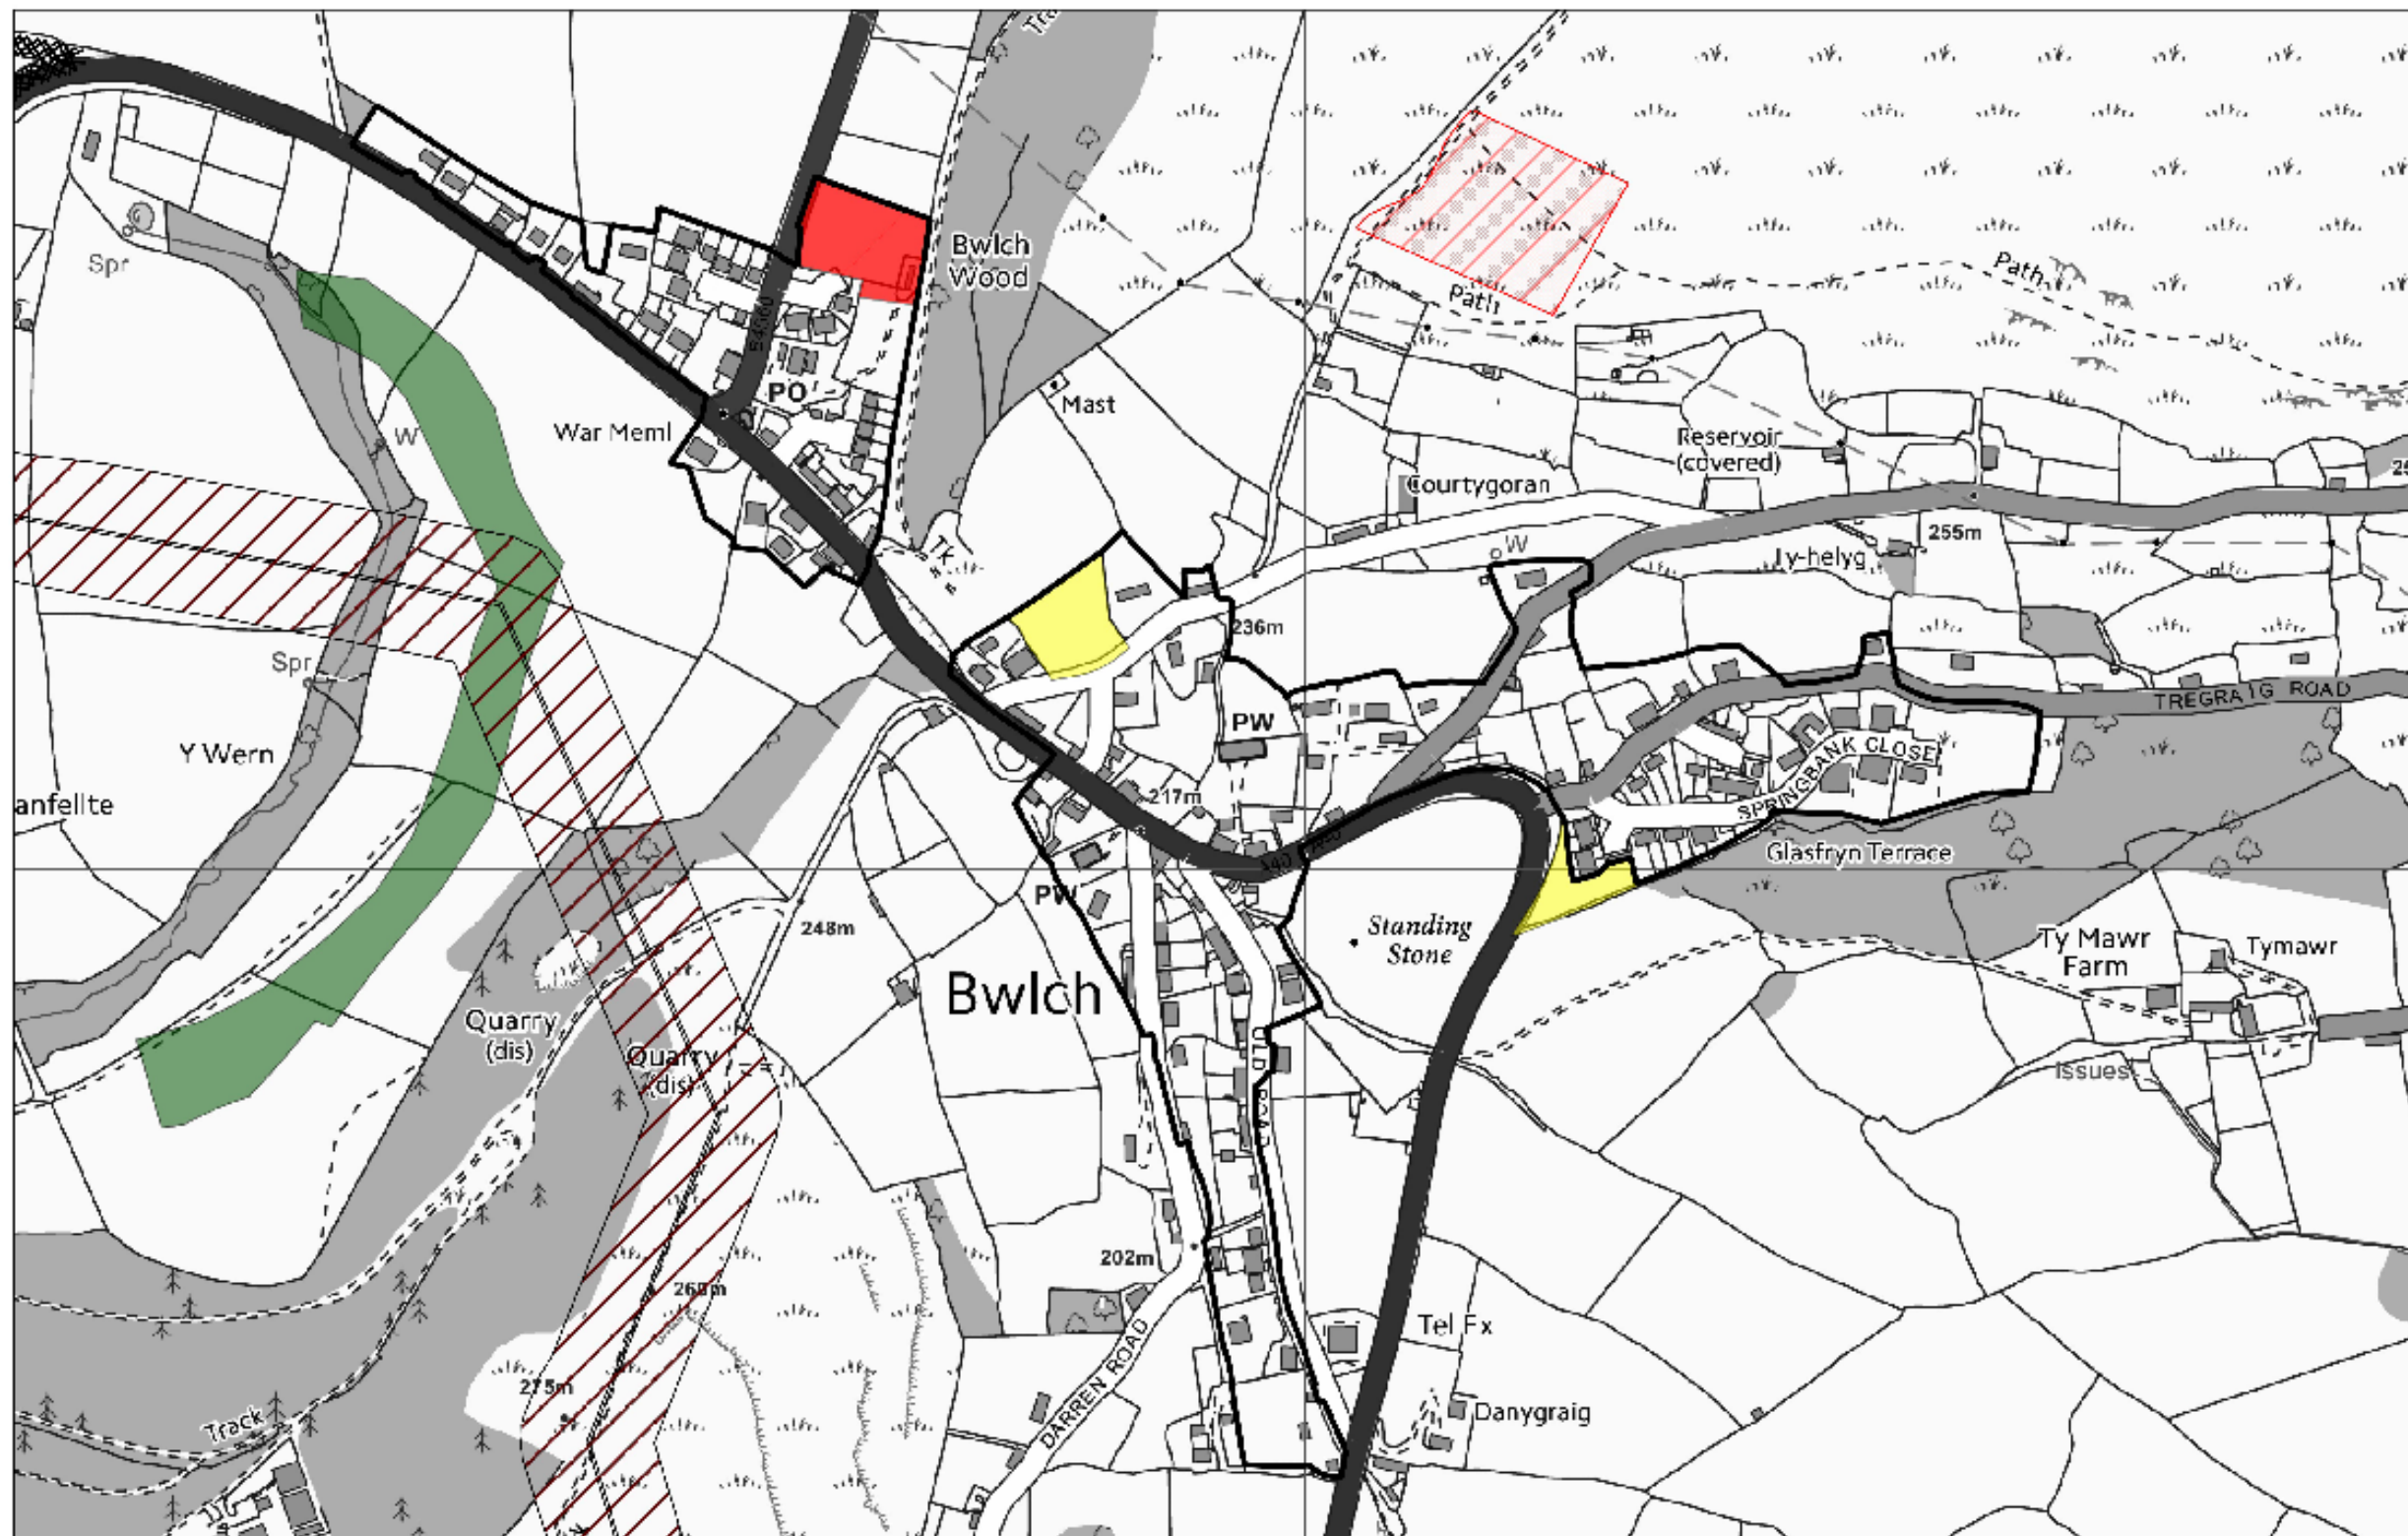 Spr
Bwlch
Wood
B4560
PO
War Meml
Mast
Path
Path
Reservoir
(covered)
Courtygoran
W
W
255m
Ty-helyg
Tk
236m
Spr
Y Wern
anfellte
TREGRAIG ROAD
PW
217m
SPRINGBANK CLOSE
Glasfryn Terrace
A40
PW
248m
Standing
Stone
Ty Mawr
Farm
Tymawr
Bwlch
Quarry
(dis)
Quarry
(dis)
Issues
OLD ROAD
202m
260m
Tel Ex
275m
DARREN ROAD
Track
Danygraig